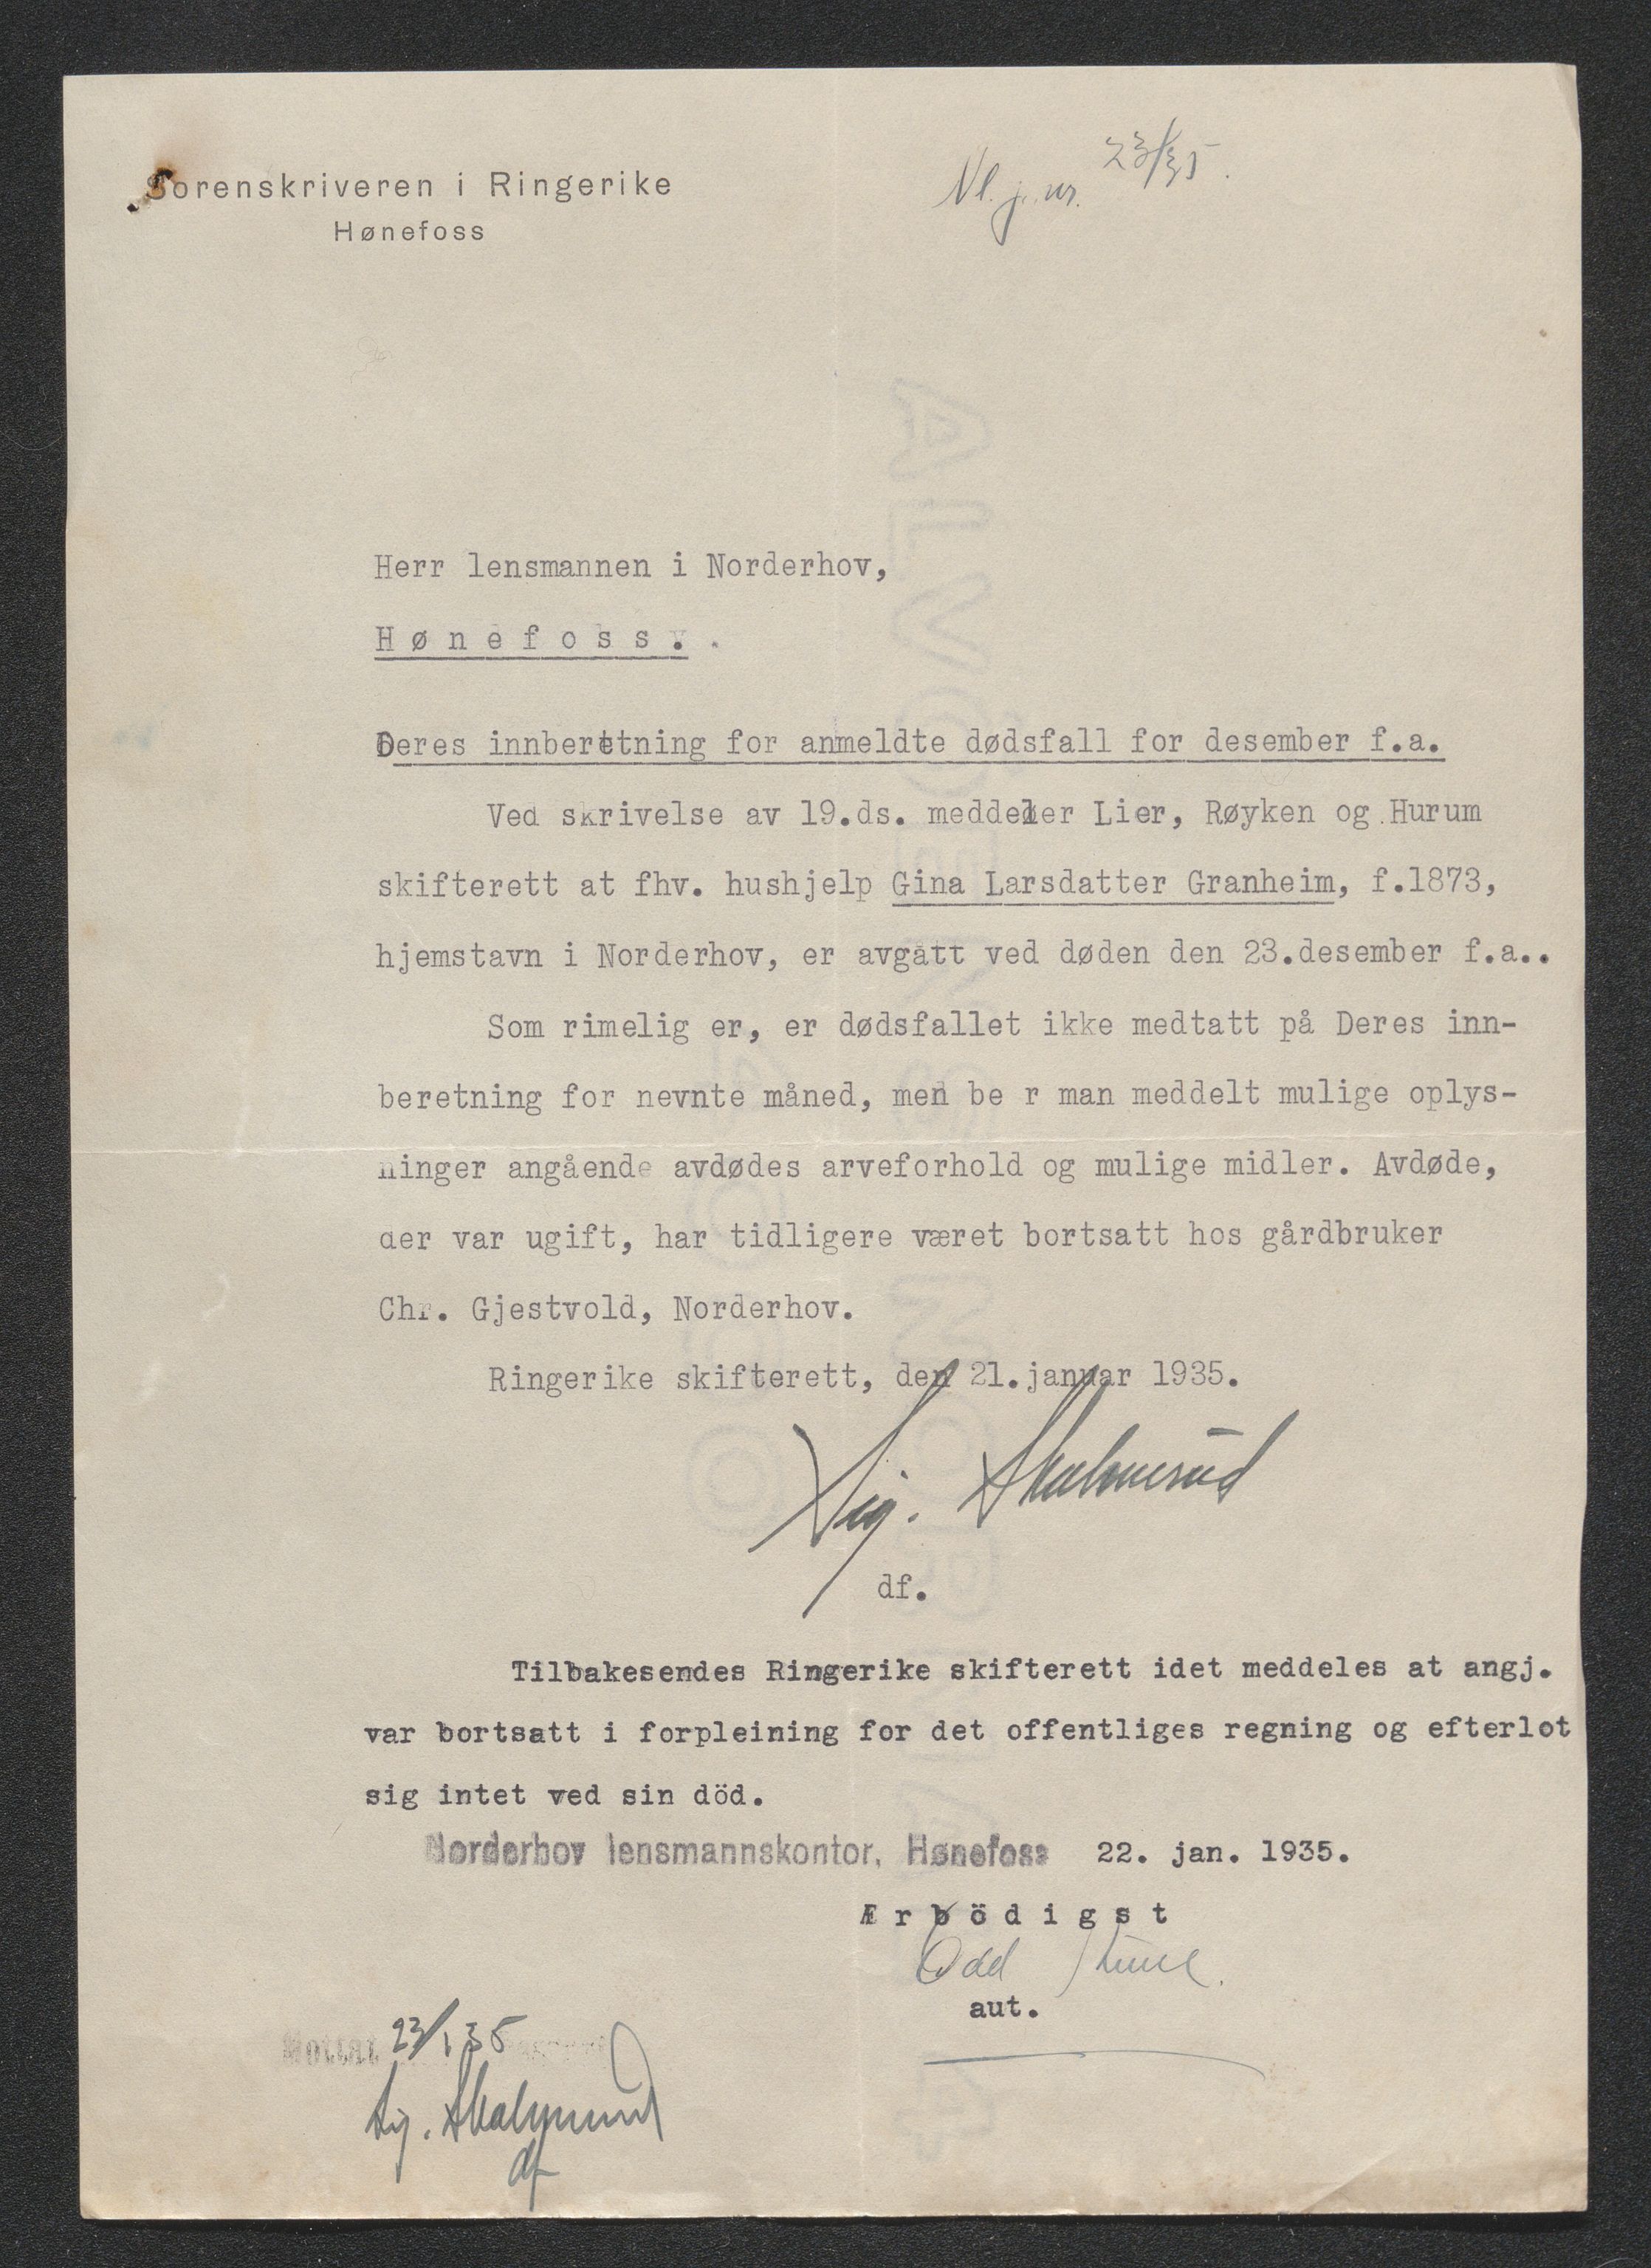 Sorenskriveren i Ringerike
Hønefoss
Nl. j. nr. 23/35.
Herr lensmannen i Norderhov,
Hønefoss.
Deres innberetning for anmeldte dødsfall for desember f.a.
Ved skrivelse av 19.ds. meddeler Lier, Røyken og Hurum
skifterett at fhv. hushjelp Gina Larsdatter Granheim, f.1873,
hjemstavn i Norderhov, er avgått ved døden den 23.desember f.a..
Som rimelig er, er dødsfallet ikke medtatt på Deres inn-
beretning for nevnte måned, men be r man meddelt mulige oplys-
ninger angående avdødes arveforhold og mulige midler. Avdøde,
der var ugift, har tidligere været bortsatt hos gårdbruker
Chr. Gjestvold, Norderhov.
Ringerike skifterett, den 21.januar 1935.
Sig. Skalmerud
df.
Tilbakesendes Ringerike skifterett idet meddeles at angj.
var bortsatt i forpleining for det offentliges regning og efterlot
sig intet ved sin död.
Norderhov lensmannskontor, Hønefoss 22. jan. 1935.
Ærbödigst
Odd
aut.
Mottat 23/1 35
Sig. Skalmerud
df